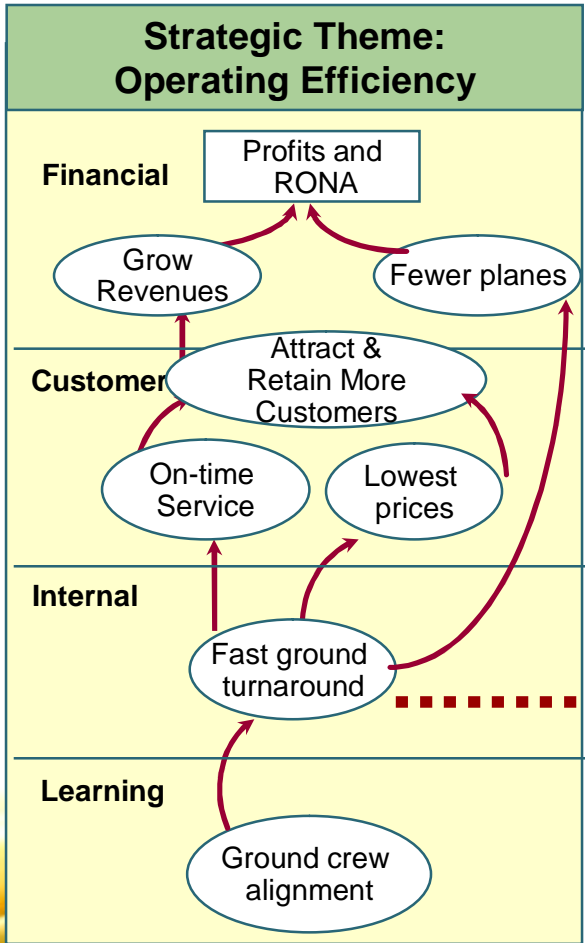 Strategic Theme:
Operating Efficiency
Financial
Profits and
RONA
Grow
Revenues
Fewer planes
Customer
Attract &
Retain More
Customers
On-time
Service
Lowest
prices
Internal
Fast ground
turnaround
Learning
Ground crew
alignment